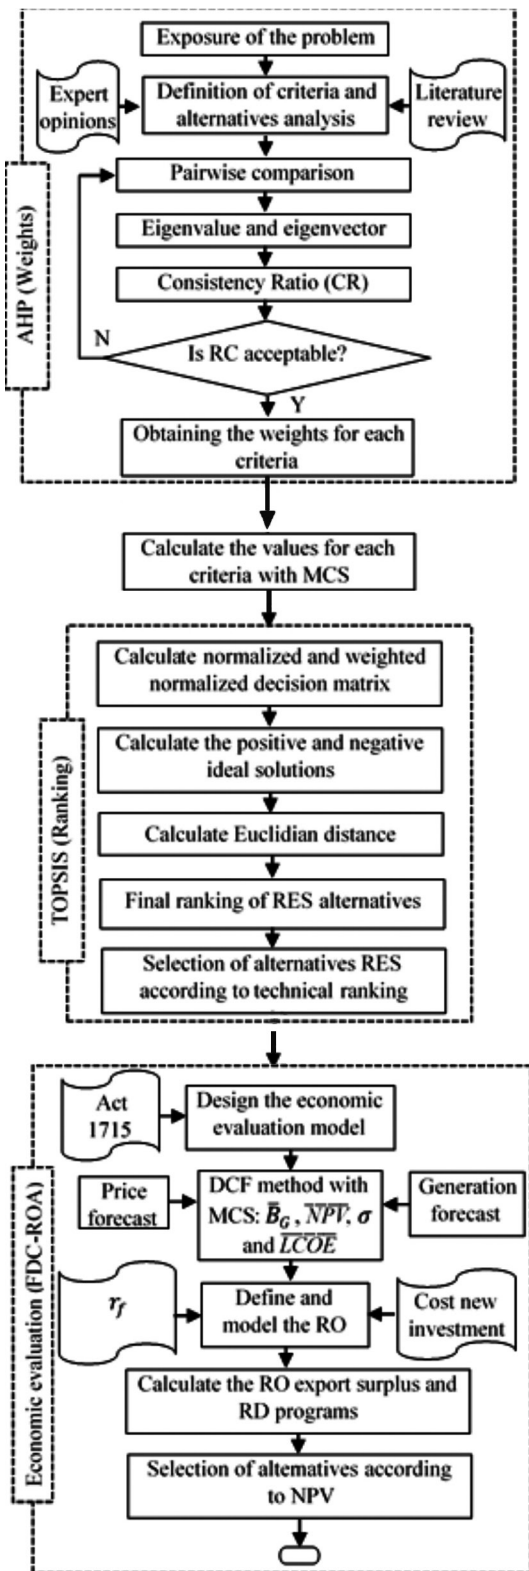 Exposure of the problem
Expert
opinions
Definition of criteria and
alternatives analysis
Literature
review
Pairwise comparison
Eigenvalue and eigenvector
Consistency Ratio (CR)
Is RC acceptable?
N
Y
Obtaining the weights for each
criteria
AHP (Weights)
Calculate the values for each
criteria with MCS
Calculate normalized and weighted
normalized decision matrix
Calculate the positive and negative
ideal solutions
Calculate Euclidian distance
Final ranking of RES alternatives
Selection of alternatives RES
according to technical ranking
TOPSIS (Ranking)
Act
1715
Design the economic
evaluation model
Price
forecast
DCF method with
MCS: B̿_G , N̅P̅V̅, σ
and L̅C̅O̅E̅
Generation
forecast
r_f
Define and
model the RO
Cost new
investment
Calculate the RO export surplus and
RD programs
Selection of alternatives according
to NPV
Economic evaluation (FDC-ROA)